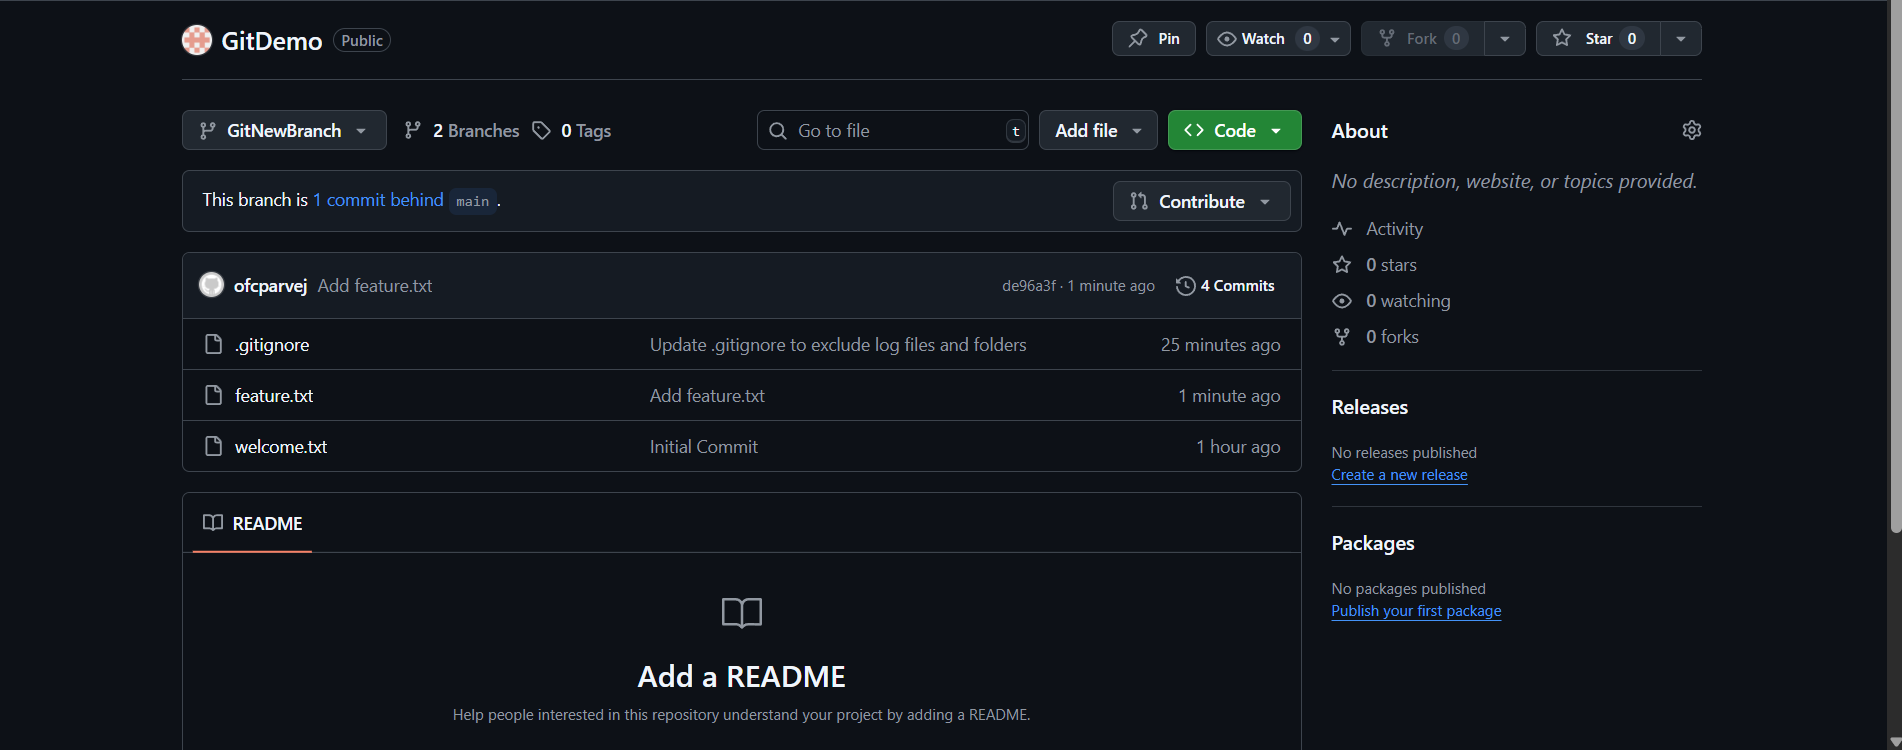 GitDemo Public Pin Watch 0 Fork 0 Star 0
GitNewBranch 2 Branches 0 Tags Go to file t Add file Code
This branch is 1 commit behind main . Contribute
ofcparvej Add feature.txt de96a3f · 1 minute ago 4 Commits
.gitignore Update .gitignore to exclude log files and folders 25 minutes ago
feature.txt Add feature.txt 1 minute ago
welcome.txt Initial Commit 1 hour ago
README
Add a README
Help people interested in this repository understand your project by adding a README.
About
No description, website, or topics provided.
Activity
0 stars
0 watching
0 forks
Releases
No releases published
Create a new release
Packages
No packages published
Publish your first package